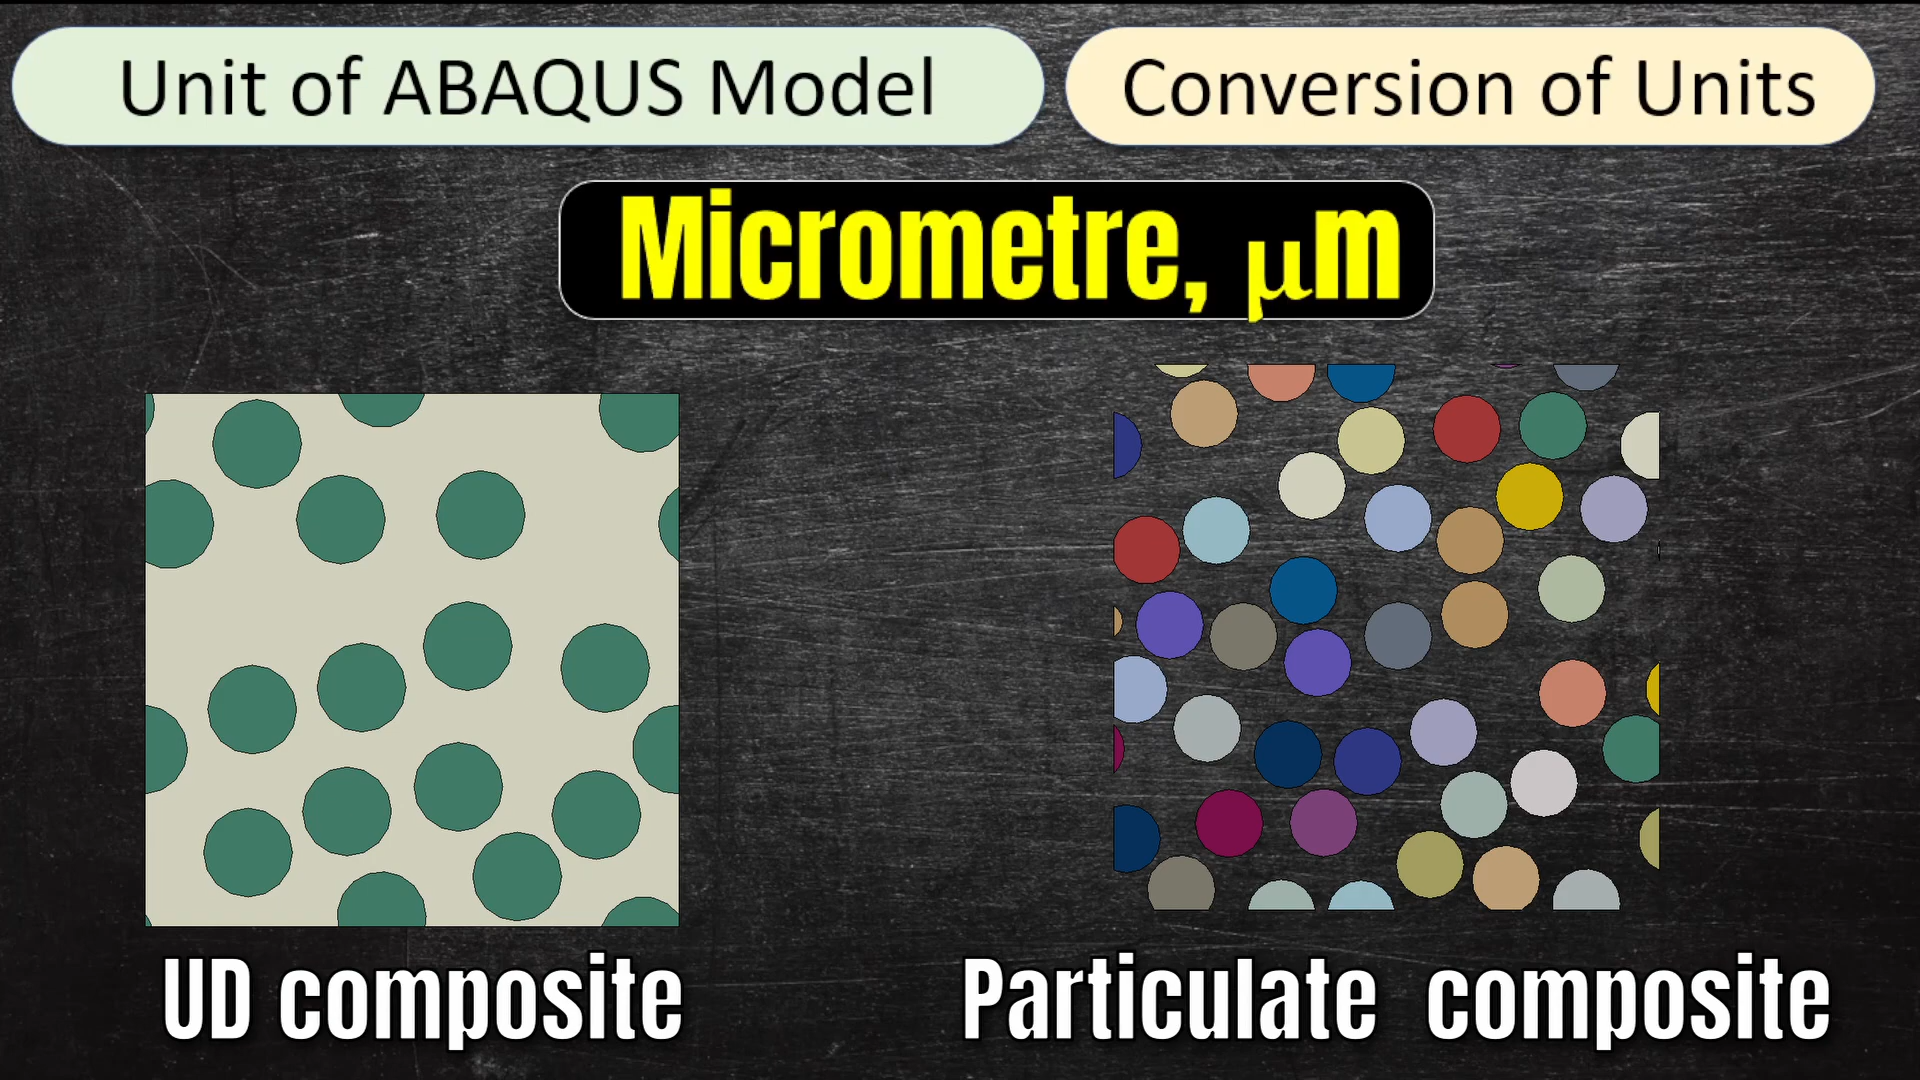 Unit of ABAQUS Model
Conversion of Units
Micrometre, μm
UD composite
Particulate composite